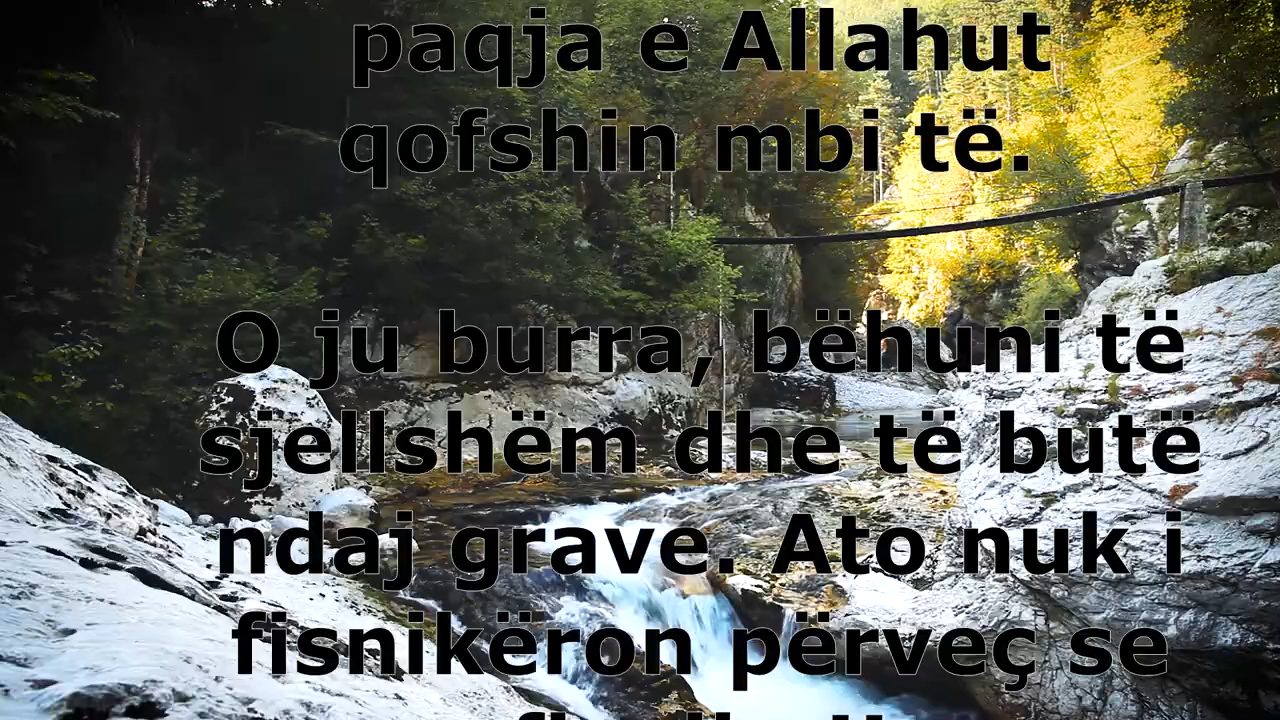 paqja e Allahut
qofshin mbi të.
O ju burra, bëhuni të
sjellshëm dhe të butë
ndaj grave. Ato nuk i
fisnikëron përveç se